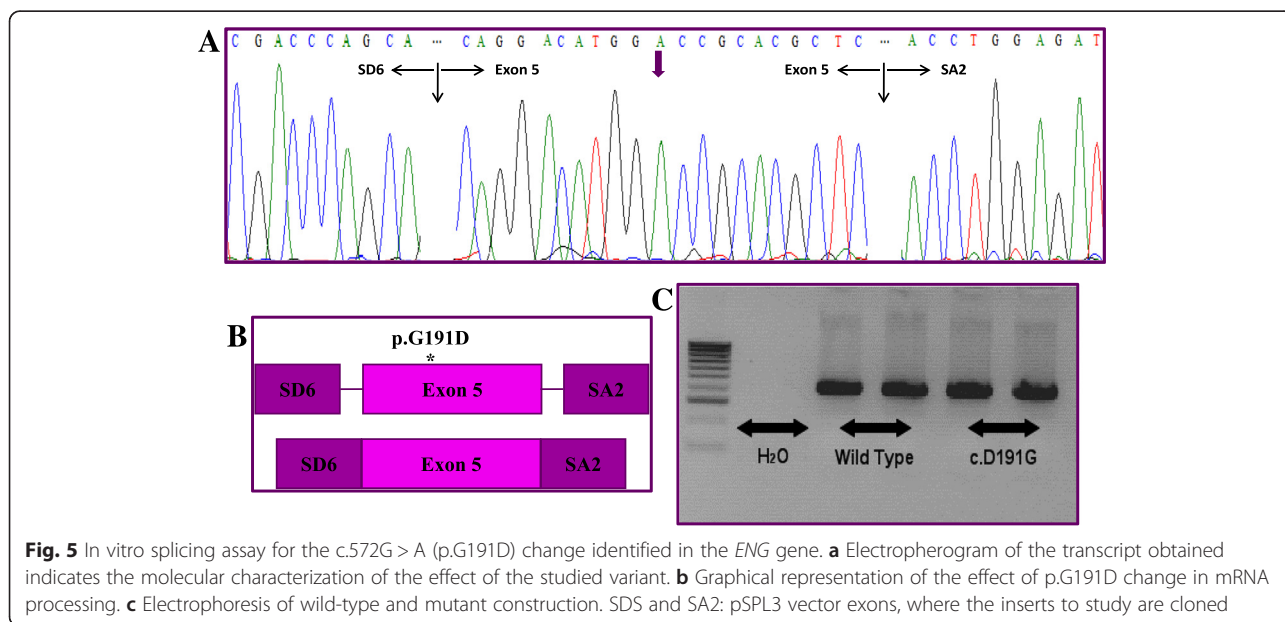 A
C G A C C C A G C A ··· C A G G A C A T G G A C C G C A C G C T C ··· A C C T G G A G A T
SD6 Exon 5 Exon 5 SA2
B
p.G191D
*
SD6 Exon 5 SA2
SD6 Exon 5 SA2
C
H₂O Wild Type c.D191G
Fig. 5 In vitro splicing assay for the c.572G > A (p.G191D) change identified in the ENG gene. a Electropherogram of the transcript obtained
indicates the molecular characterization of the effect of the studied variant. b Graphical representation of the effect of p.G191D change in mRNA
processing. c Electrophoresis of wild-type and mutant construction. SDS and SA2: pSPL3 vector exons, where the inserts to study are cloned